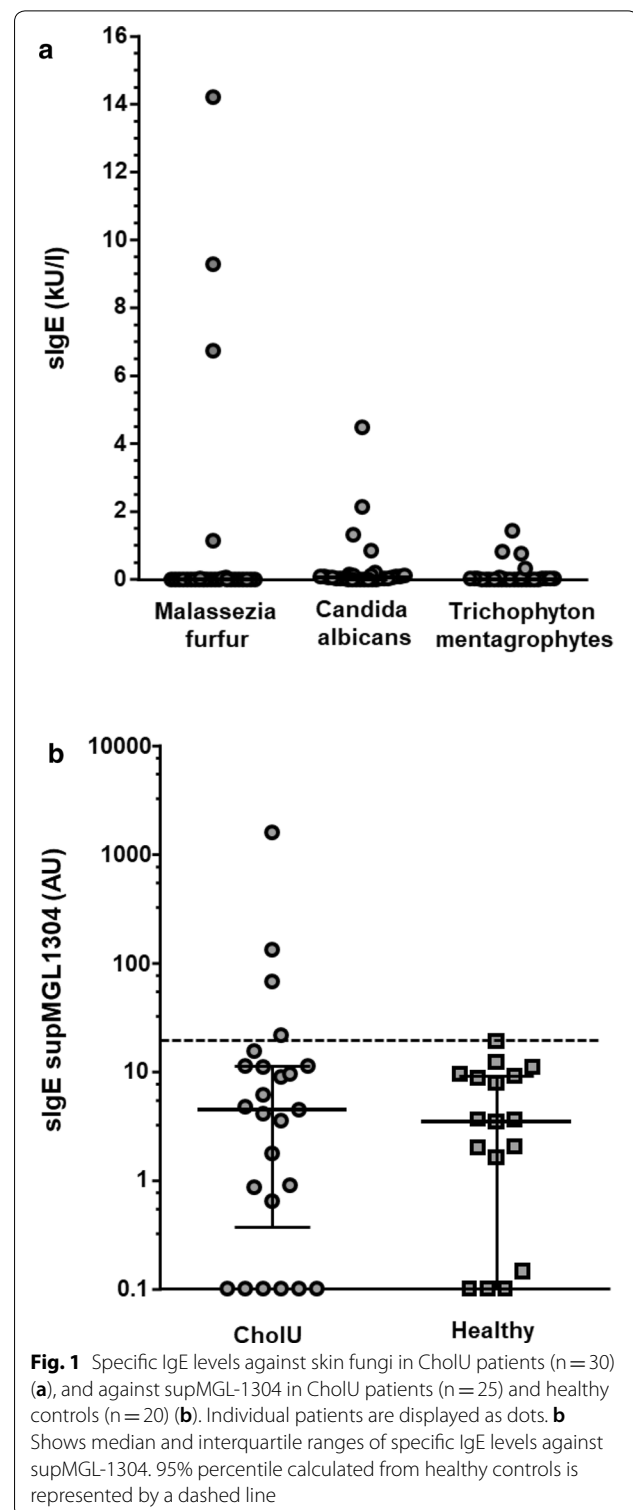 a
16
14
12
10
8
6
4
2
0
sIgE (kU/l)
Malassezia
furfur
Candida
albicans
Trichophyton
mentagrophytes
b
10000
1000
100
10
1
0.1
sIgE supMGL1304 (AU)
CholU
Healthy
Fig. 1 Specific IgE levels against skin fungi in CholU patients (n = 30)
(a), and against supMGL-1304 in CholU patients (n = 25) and healthy
controls (n = 20) (b). Individual patients are displayed as dots. b
Shows median and interquartile ranges of specific IgE levels against
supMGL-1304. 95% percentile calculated from healthy controls is
represented by a dashed line